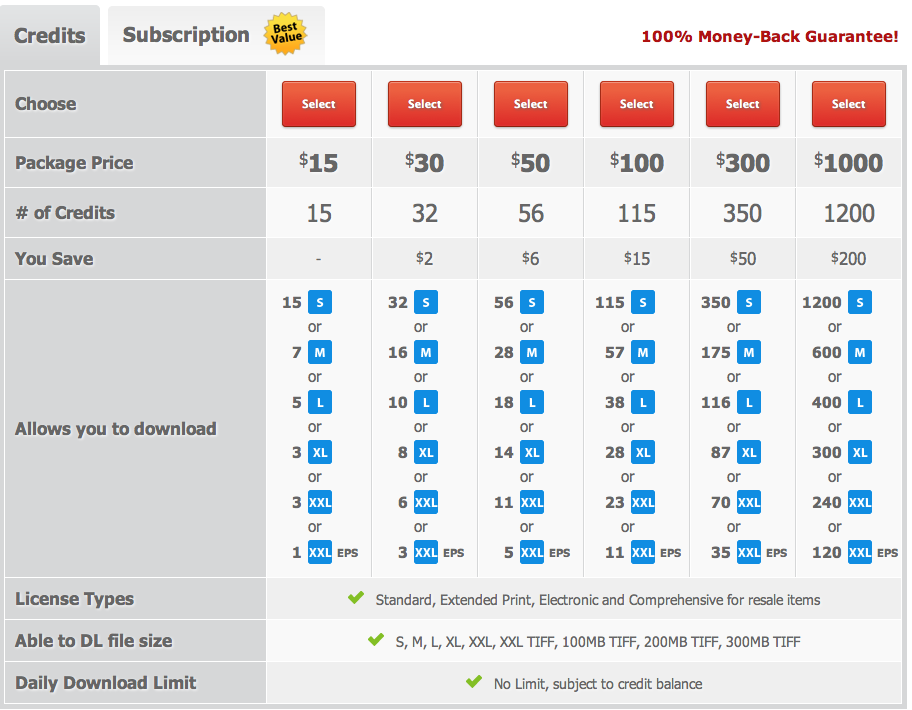 Credits Subscription Best Value 100% Money-Back Guarantee!
Choose Select Select Select Select Select Select
Package Price $15 $30 $50 $100 $300 $1000
# of Credits 15 32 56 115 350 1200
You Save - $2 $6 $15 $50 $200
15 S 32 S 56 S 115 S 350 S 1200 S
or or or or or or
7 M 16 M 28 M 57 M 175 M 600 M
or or or or or or
5 L 10 L 18 L 38 L 116 L 400 L
Allows you to download or or or or or or
3 XL 8 XL 14 XL 28 XL 87 XL 300 XL
or or or or or or
3 XXL 6 XXL 11 XXL 23 XXL 70 XXL 240 XXL
or or or or or or
1 XXL EPS 3 XXL EPS 5 XXL EPS 11 XXL EPS 35 XXL EPS 120 XXL EPS
License Types Standard, Extended Print, Electronic and Comprehensive for resale items
Able to DL file size S, M, L, XL, XXL, XXL TIFF, 100MB TIFF, 200MB TIFF, 300MB TIFF
Daily Download Limit No Limit, subject to credit balance